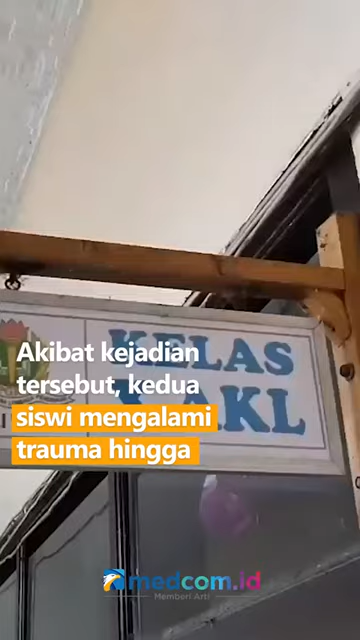 KELAS
AKL
Akibat kejadian
tersebut, kedua
siswi mengalami
trauma hingga
medcom.id
Memberi Arti